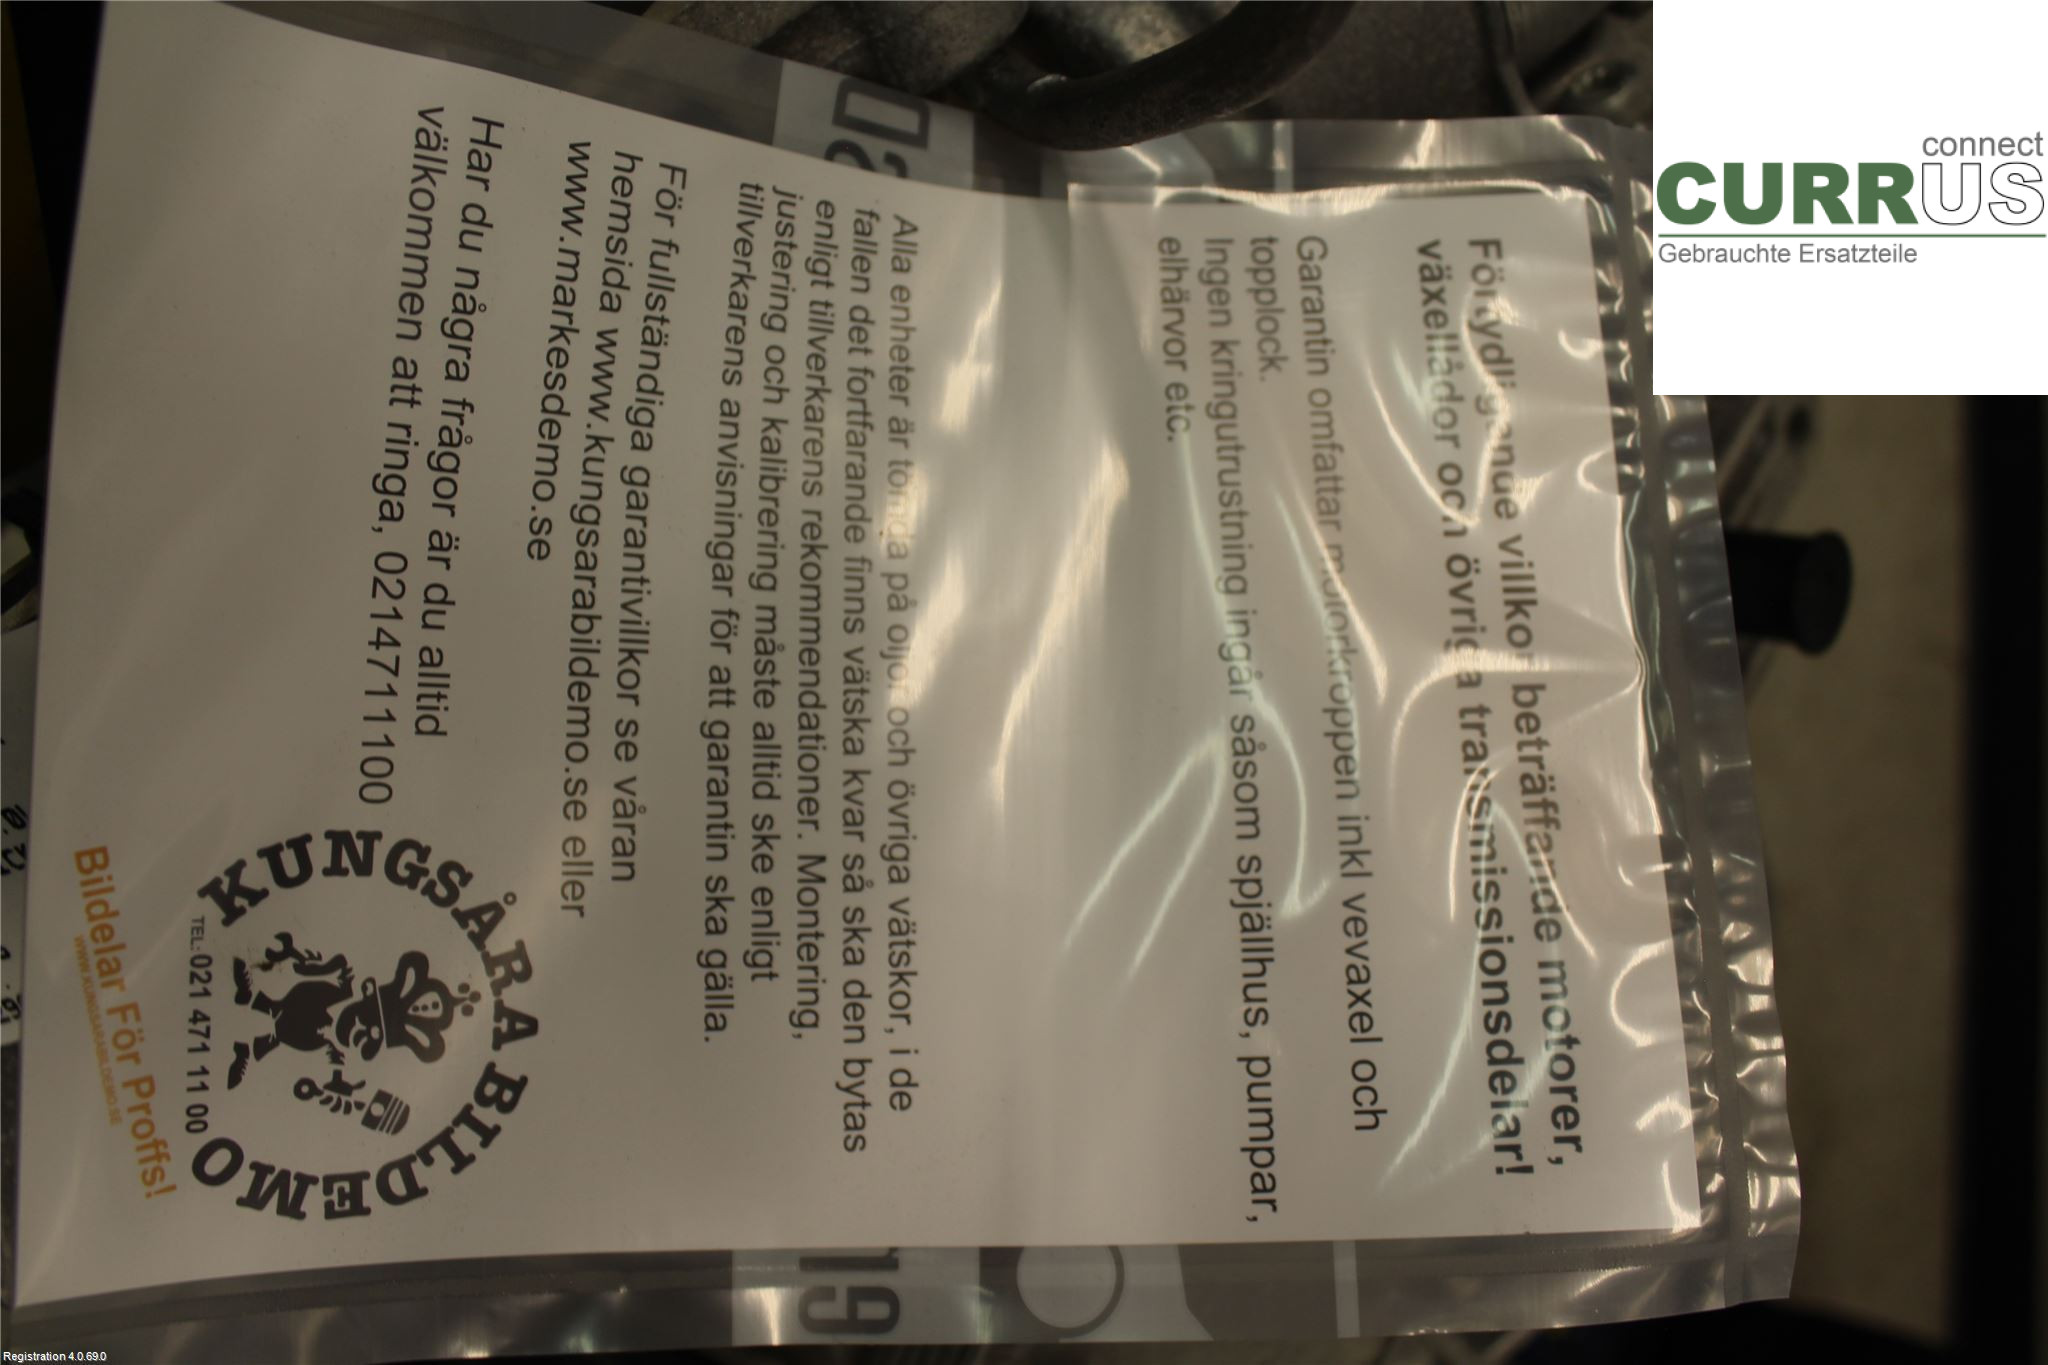 Förtydligande villkor beträffande motorer,
växellådor och övriga transmissionsdelar!
Garantin omfattar motorkroppen inkl vevaxel och
topplock.
Ingen kringutrustning ingår såsom spjällhus, pumpar,
elhärvor etc.
Alla enheter är tömda på oljor och övriga vätskor, i de
fallen det fortfarande finns vätska kvar så ska den bytas
enligt tillverkarens rekommendationer. Montering,
justering och kalibrering måste alltid ske enligt
tillverkarens anvisningar för att garantin ska gälla.
För fullständiga garantivillkor se våran
hemsida www.kungsarabildemo.se eller
www.markesdemo.se
Har du några frågor är du alltid
välkommen att ringa, 0214711100
KUNGSÅRA BILDEMO
TEL:021 471 11 00
Bildelar För Proffs!
WWW.KUNGSARABILDEMO.SE
connect
CURRUS
Gebrauchte Ersatzteile
Registration 4.0.69.0